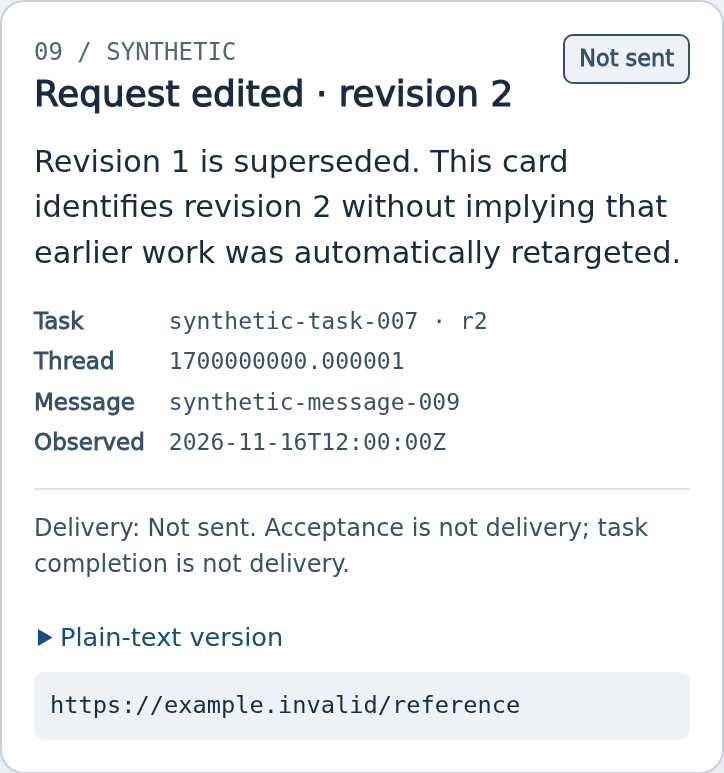 09 / SYNTHETIC
Not sent
Request edited · revision 2
Revision 1 is superseded. This card
identifies revision 2 without implying that
earlier work was automatically retargeted.
Task synthetic-task-007 · r2
Thread 1700000000.000001
Message synthetic-message-009
Observed 2026-11-16T12:00:00Z
Delivery: Not sent. Acceptance is not delivery; task
completion is not delivery.
Plain-text version
https://example.invalid/reference